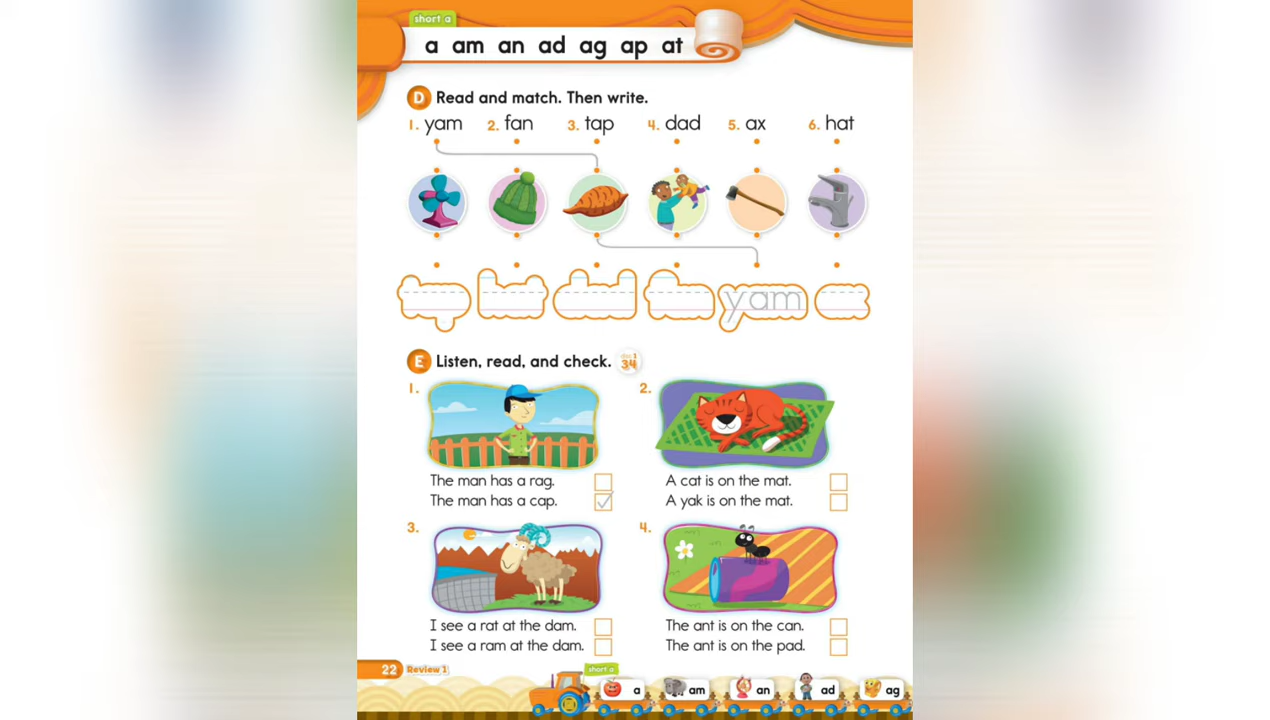 short a
a am an ad ag ap at
D Read and match. Then write.
1. yam 2. fan 3. tap 4. dad 5. ax 6. hat
yam
E Listen, read, and check. disc 1 34
1.
2.
The man has a rag.
The man has a cap.
A cat is on the mat.
A yak is on the mat.
3.
4.
I see a rat at the dam.
I see a ram at the dam.
The ant is on the can.
The ant is on the pad.
22 Review 1
short a
a am an ad ag